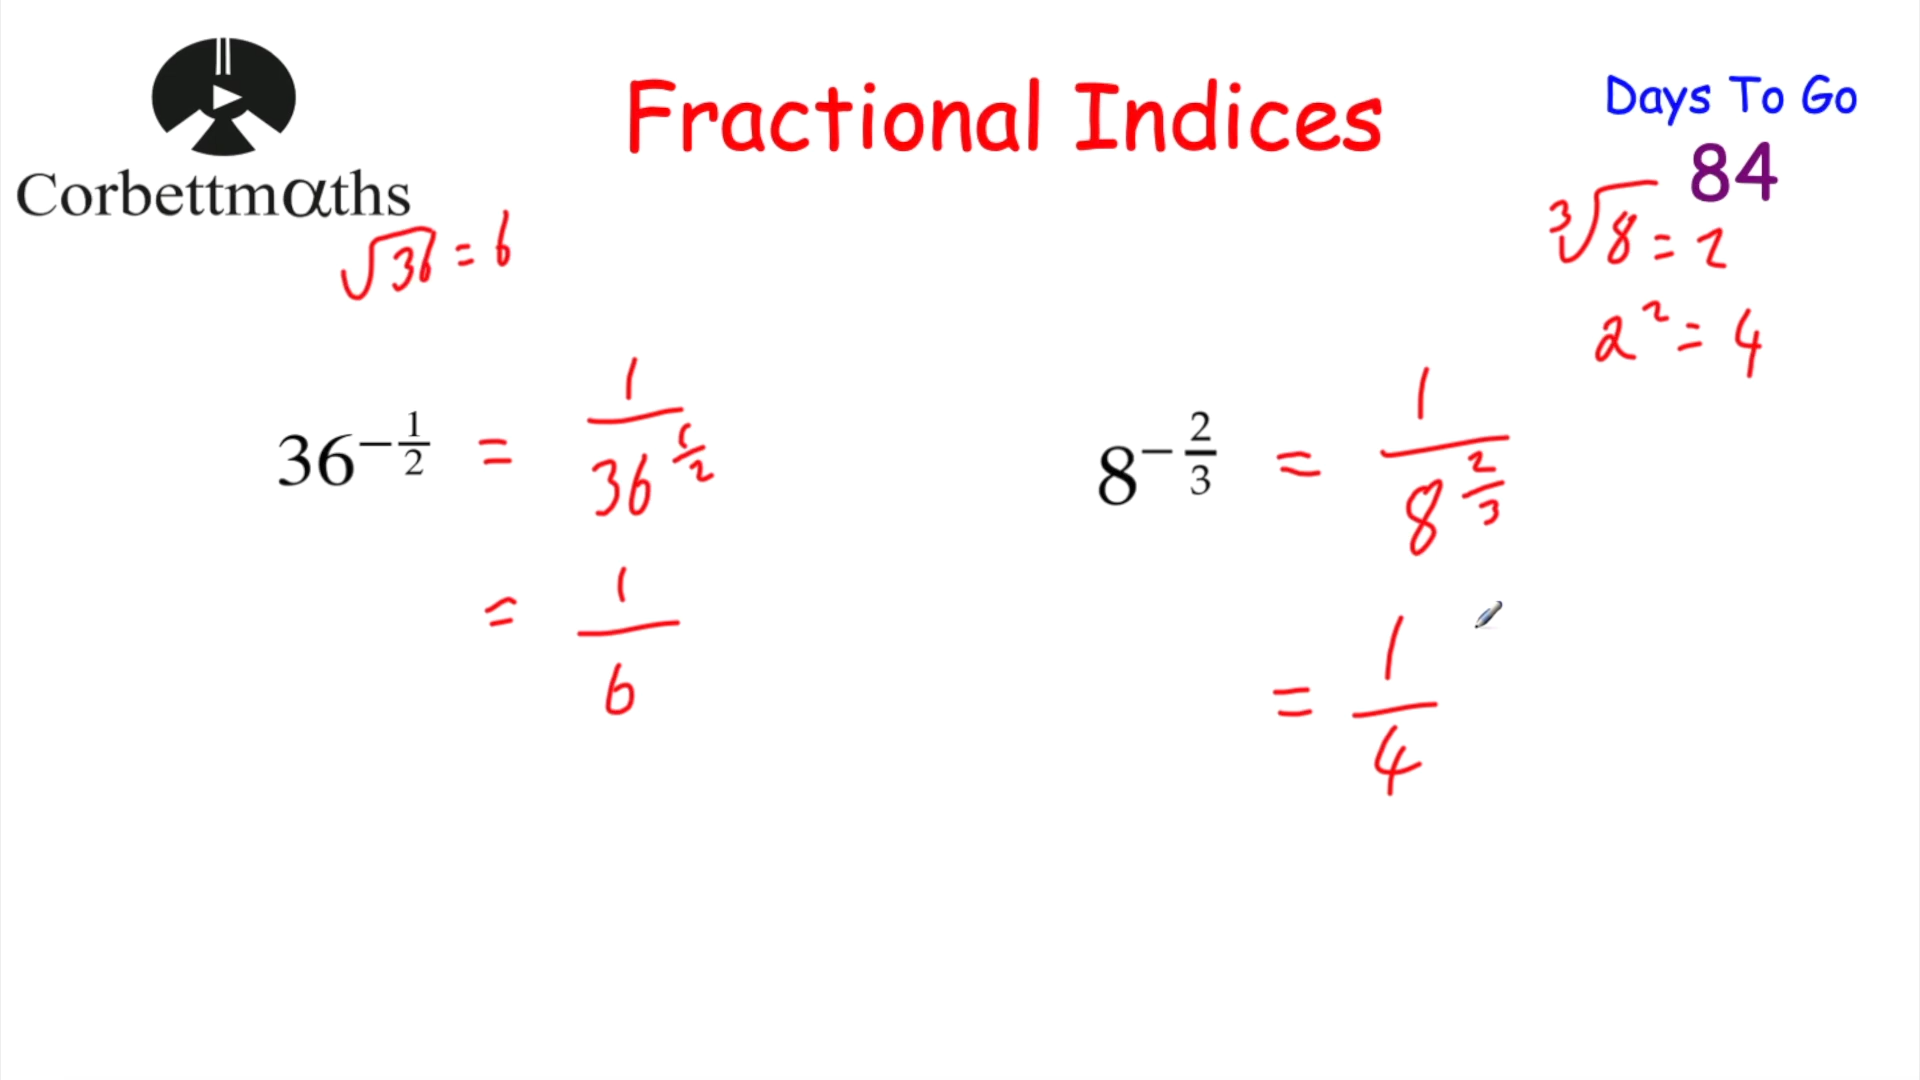 Corbettmαths
Fractional Indices
Days To Go
84
√36 = 6
∛8 = 2
2² = 4
36^(-1/2) = 1/36^(1/2)
= 1/6
8^(-2/3) = 1/8^(2/3)
= 1/4